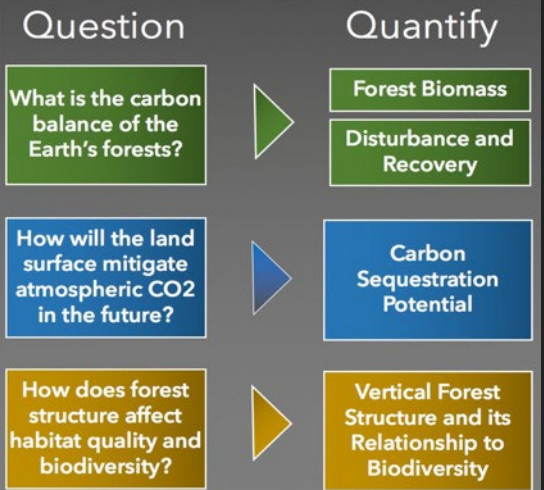 Question
Quantify
What is the carbon
balance of the
Earth's forests?
Forest Biomass
Disturbance and
Recovery
How will the land
surface mitigate
atmospheric CO2
in the future?
Carbon
Sequestration
Potential
How does forest
structure affect
habitat quality and
biodiversity?
Vertical Forest
Structure and its
Relationship to
Biodiversity